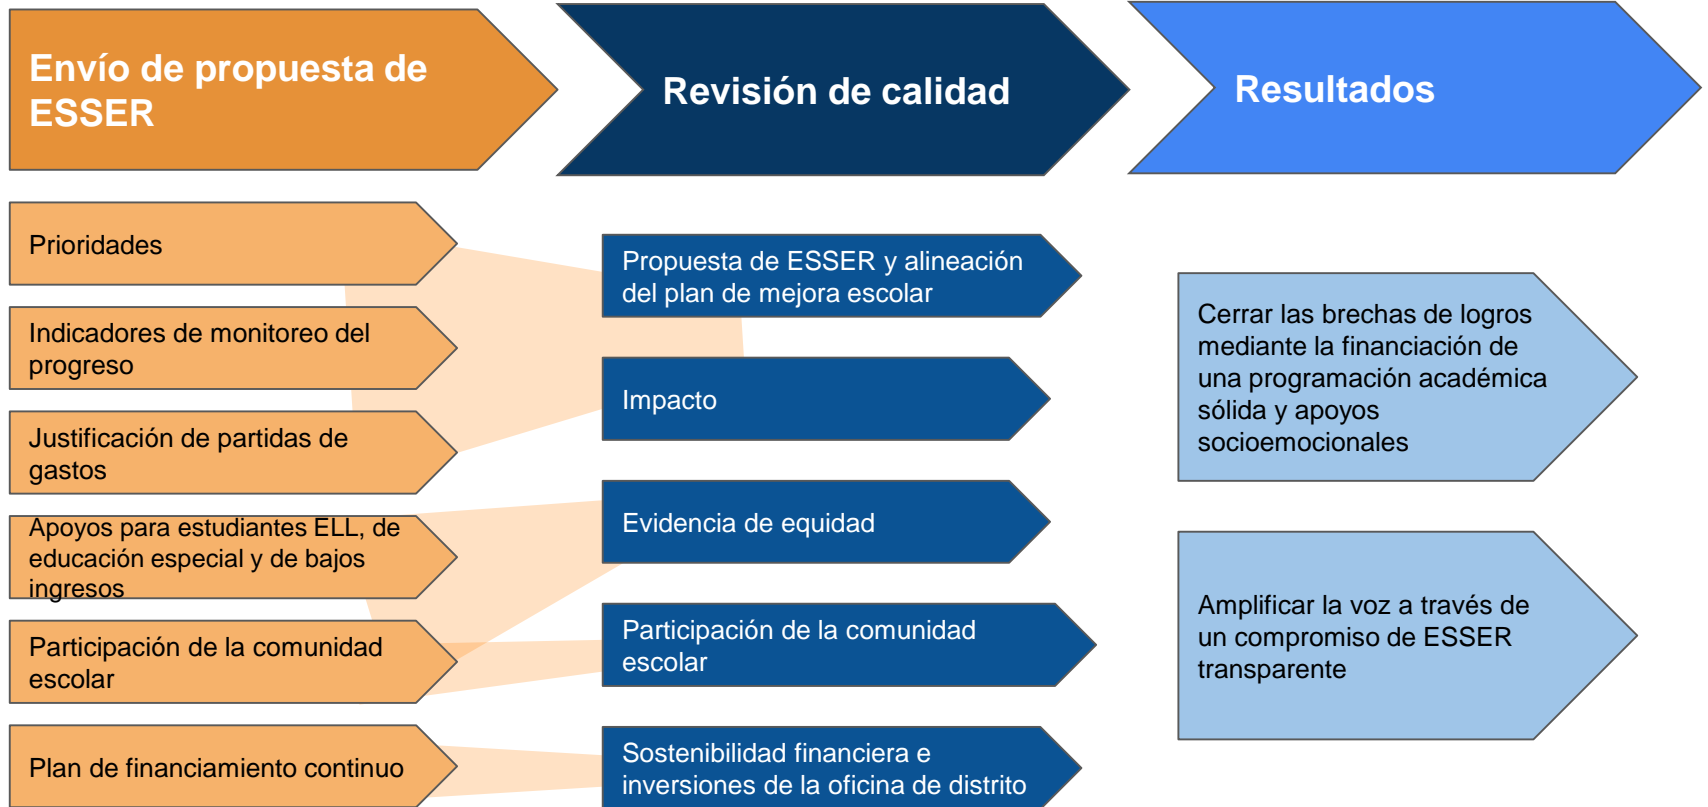 Envío de propuesta de
ESSER
Revisión de calidad
Resultados
Prioridades
Indicadores de monitoreo del
progreso
Justificación de partidas de
gastos
Apoyos para estudiantes ELL, de
educación especial y de bajos
ingresos
Participación de la comunidad
escolar
Plan de financiamiento continuo
Propuesta de ESSER y alineación
del plan de mejora escolar
Impacto
Evidencia de equidad
Participación de la comunidad
escolar
Sostenibilidad financiera e
inversiones de la oficina de distrito
Cerrar las brechas de logros
mediante la financiación de
una programación académica
sólida y apoyos
socioemocionales
Amplificar la voz a través de
un compromiso de ESSER
transparente